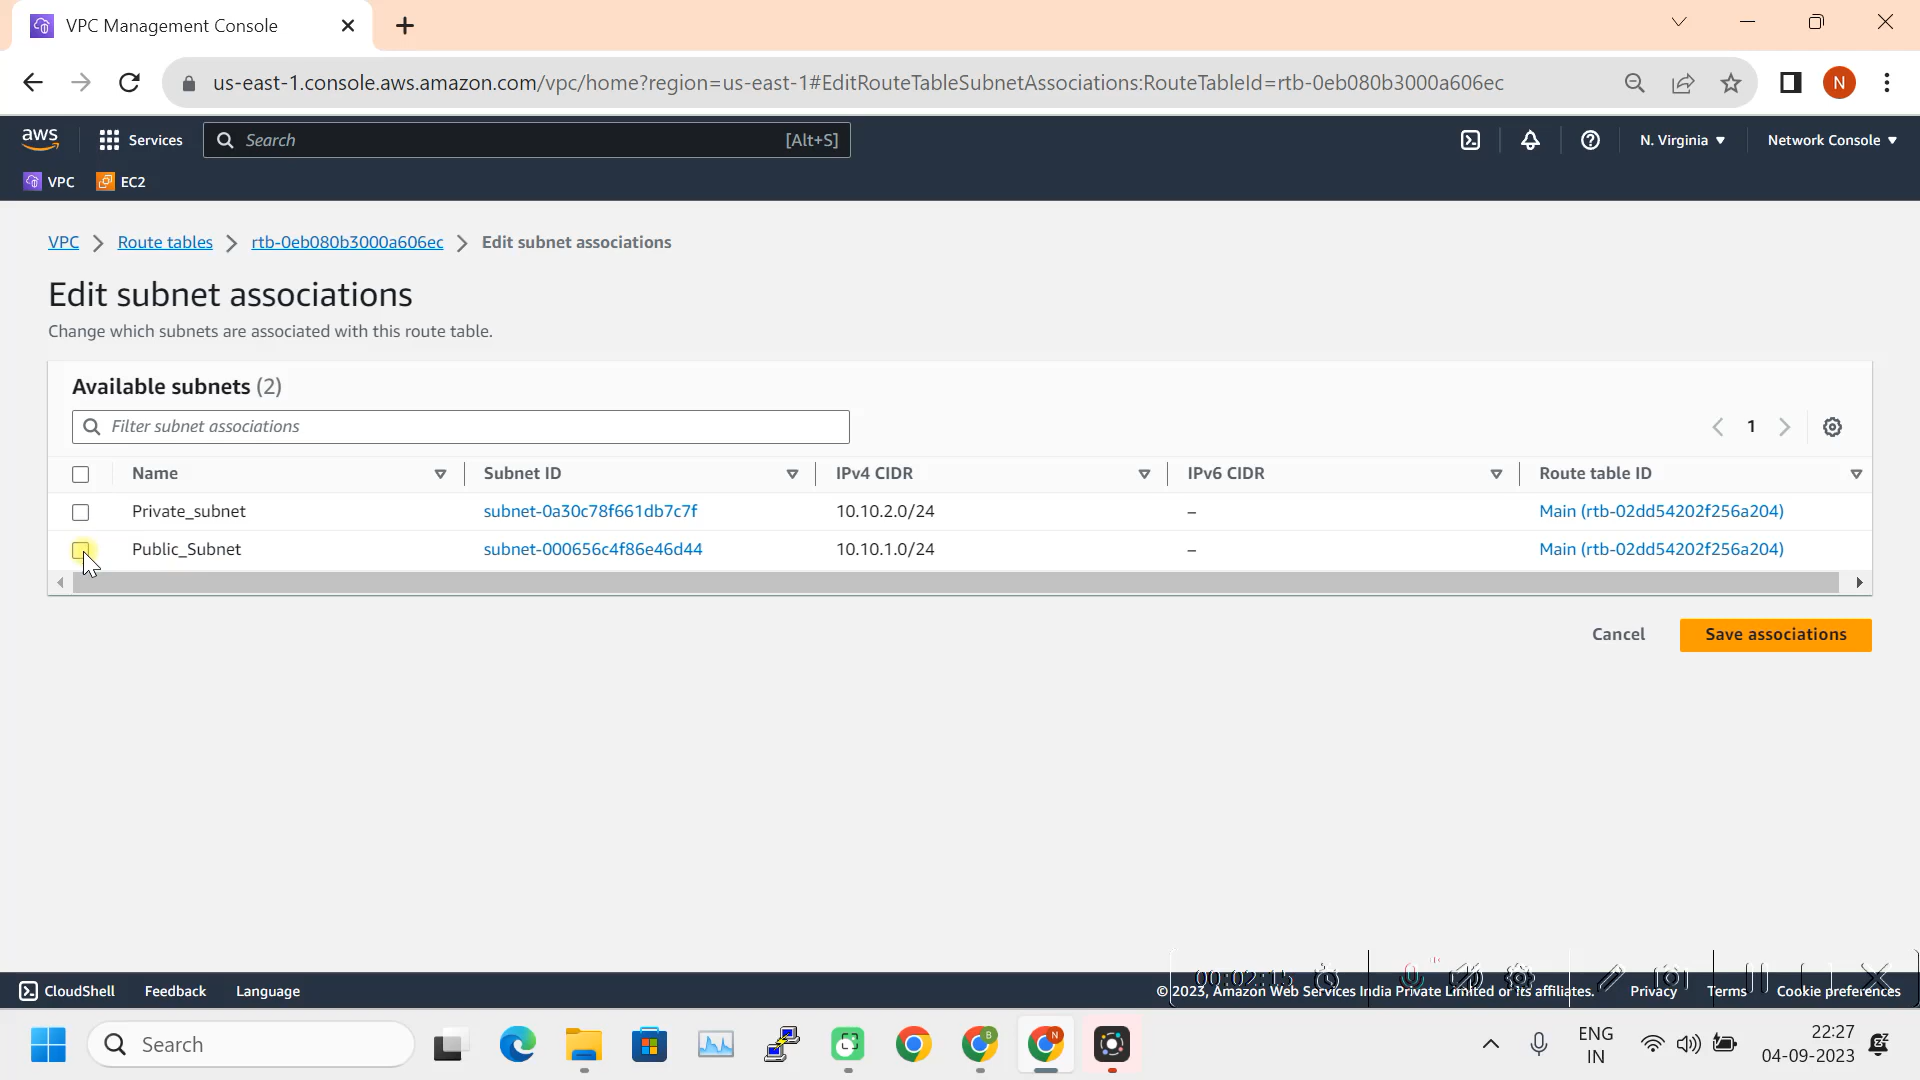 VPC Management Console
us-east-1.console.aws.amazon.com/vpc/home?region=us-east-1#EditRouteTableSubnetAssociations:RouteTableId=rtb-0eb080b3000a606ec
N
aws
Services
Search
[Alt+S]
N. Virginia
Network Console
VPC
EC2
VPC
Route tables
rtb-0eb080b3000a606ec
Edit subnet associations
Edit subnet associations
Change which subnets are associated with this route table.
Available subnets (2)
Filter subnet associations
1
Name
Subnet ID
IPv4 CIDR
IPv6 CIDR
Route table ID
Private_subnet
subnet-0a30c78f661db7c7f
10.10.2.0/24
–
Main (rtb-02dd54202f256a204)
Public_Subnet
subnet-000656c4f86e46d44
10.10.1.0/24
–
Main (rtb-02dd54202f256a204)
Cancel
Save associations
00:02:15
CloudShell
Feedback
Language
© 2023, Amazon Web Services India Private Limited or its affiliates.
Privacy
Terms
Cookie preferences
Search
B
N
ENG
IN
22:27
04-09-2023